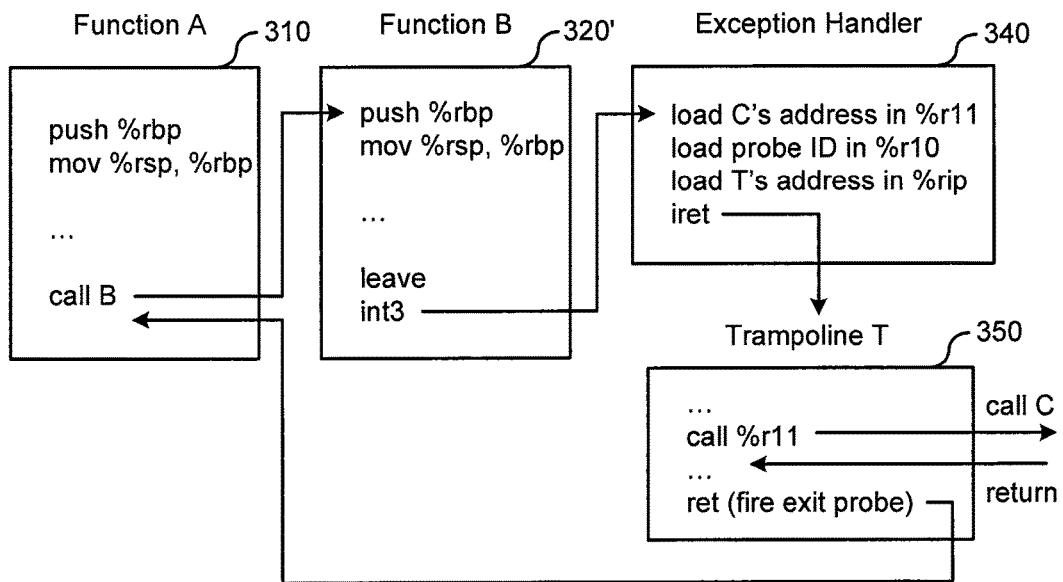 Function A
310
push %rbp
mov %rsp, %rbp
...
call B
Function B
320'
push %rbp
mov %rsp, %rbp
...
leave
int3
Exception Handler
340
load C's address in %r11
load probe ID in %r10
load T's address in %rip
iret
Trampoline T
350
...
call %r11
...
ret (fire exit probe)
call C
return